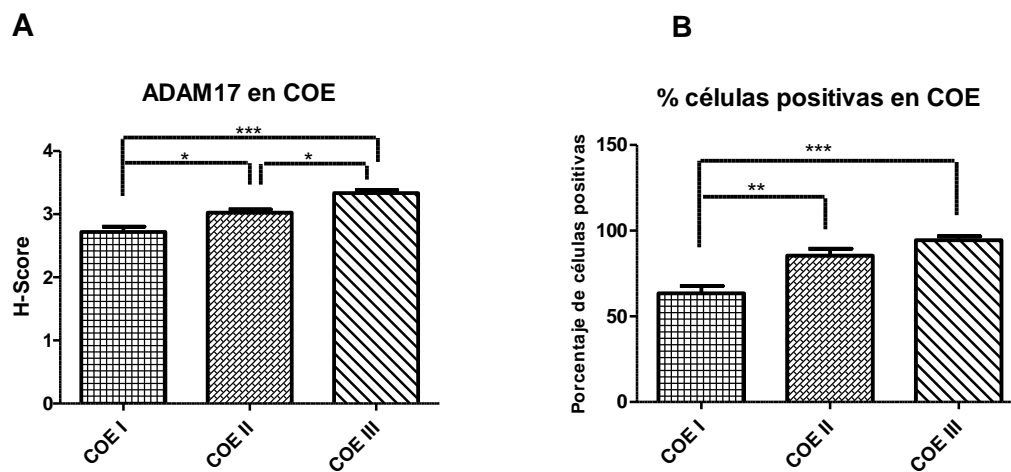 A
ADAM17 en COE
***
*
*
H-Score
4
3
2
1
0
COE I
COE II
COE III
B
% células positivas en COE
***
**
Porcentaje de células positivas
150
100
50
0
COE I
COE II
COE III